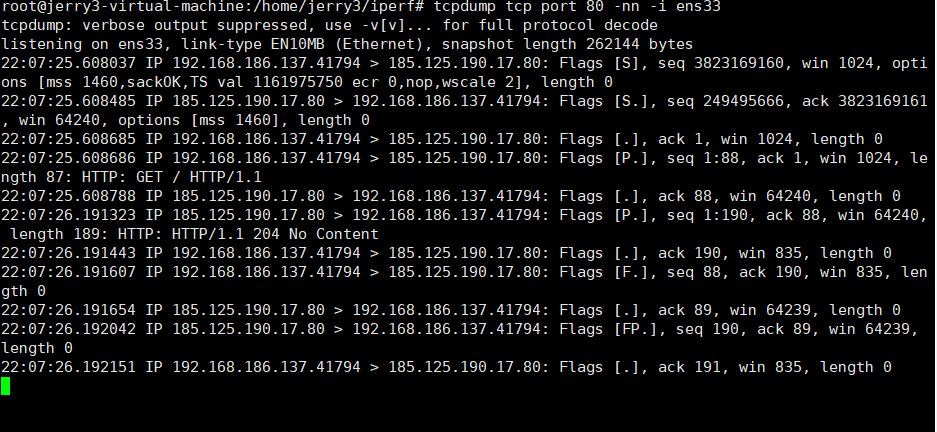 root@jerry3-virtual-machine:/home/jerry3/iperf# tcpdump tcp port 80 -nn -i ens33
tcpdump: verbose output suppressed, use -v[v]... for full protocol decode
listening on ens33, link-type EN10MB (Ethernet), snapshot length 262144 bytes
22:07:25.608037 IP 192.168.186.137.41794 > 185.125.190.17.80: Flags [S], seq 3823169160, win 1024, opti
ons [mss 1460,sackOK,TS val 1161975750 ecr 0,nop,wscale 2], length 0
22:07:25.608485 IP 185.125.190.17.80 > 192.168.186.137.41794: Flags [S.], seq 249495666, ack 3823169161
, win 64240, options [mss 1460], length 0
22:07:25.608685 IP 192.168.186.137.41794 > 185.125.190.17.80: Flags [.], ack 1, win 1024, length 0
22:07:25.608686 IP 192.168.186.137.41794 > 185.125.190.17.80: Flags [P.], seq 1:88, ack 1, win 1024, le
ngth 87: HTTP: GET / HTTP/1.1
22:07:25.608788 IP 185.125.190.17.80 > 192.168.186.137.41794: Flags [.], ack 88, win 64240, length 0
22:07:26.191323 IP 185.125.190.17.80 > 192.168.186.137.41794: Flags [P.], seq 1:190, ack 88, win 64240,
 length 189: HTTP: HTTP/1.1 204 No Content
22:07:26.191443 IP 192.168.186.137.41794 > 185.125.190.17.80: Flags [.], ack 190, win 835, length 0
22:07:26.191607 IP 192.168.186.137.41794 > 185.125.190.17.80: Flags [F.], seq 88, ack 190, win 835, len
gth 0
22:07:26.191654 IP 185.125.190.17.80 > 192.168.186.137.41794: Flags [.], ack 89, win 64239, length 0
22:07:26.192042 IP 185.125.190.17.80 > 192.168.186.137.41794: Flags [FP.], seq 190, ack 89, win 64239,
length 0
22:07:26.192151 IP 192.168.186.137.41794 > 185.125.190.17.80: Flags [.], ack 191, win 835, length 0